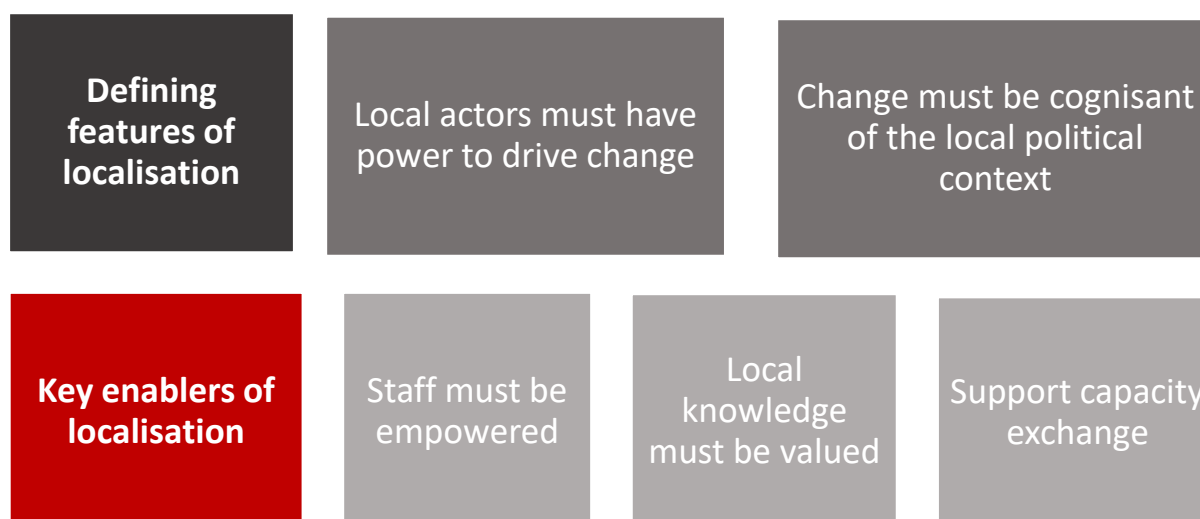 Defining
features of
localisation
Local actors must have
power to drive change
Change must be cognisant
of the local political
context
Key enablers of
localisation
Staff must be
empowered
Local
knowledge
must be valued
Support capacity
exchange